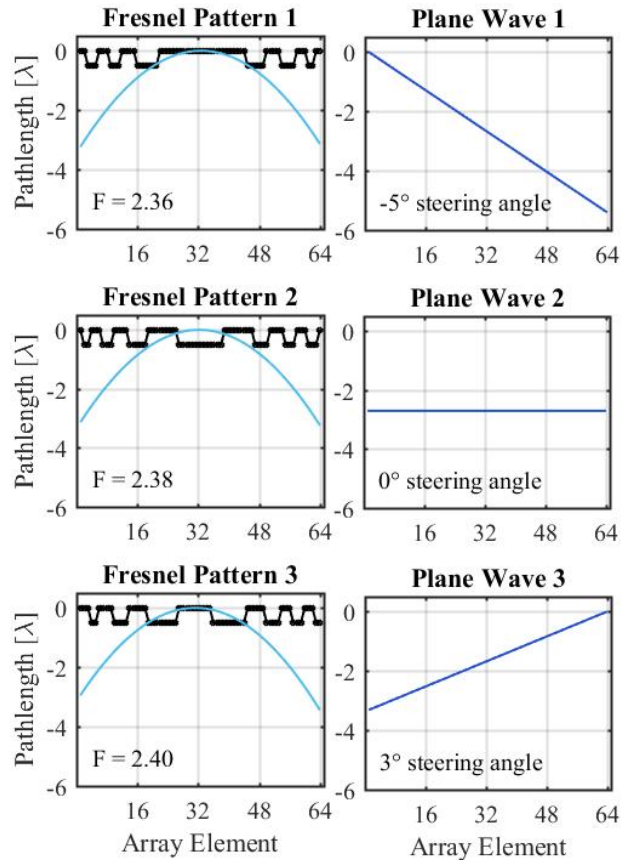 Fresnel Pattern 1
Plane Wave 1
Pathlength [λ]
0
-2
-4
-6
F = 2.36
16 32 48 64
0
-2
-4
-6
-5° steering angle
16 32 48 64
Fresnel Pattern 2
Plane Wave 2
Pathlength [λ]
0
-2
-4
-6
F = 2.38
16 32 48 64
0
-2
-4
-6
0° steering angle
16 32 48 64
Fresnel Pattern 3
Plane Wave 3
Pathlength [λ]
0
-2
-4
-6
F = 2.40
16 32 48 64
Array Element
0
-2
-4
-6
3° steering angle
16 32 48 64
Array Element